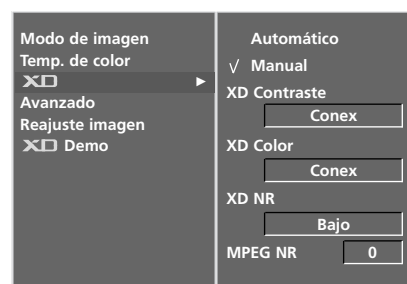 Modo de imagen
Temp. de color
XD ►
Avanzado
Reajuste imagen
XD Demo
Automático
√ Manual
XD Contraste
Conex
XD Color
Conex
XD NR
Bajo
MPEG NR 0